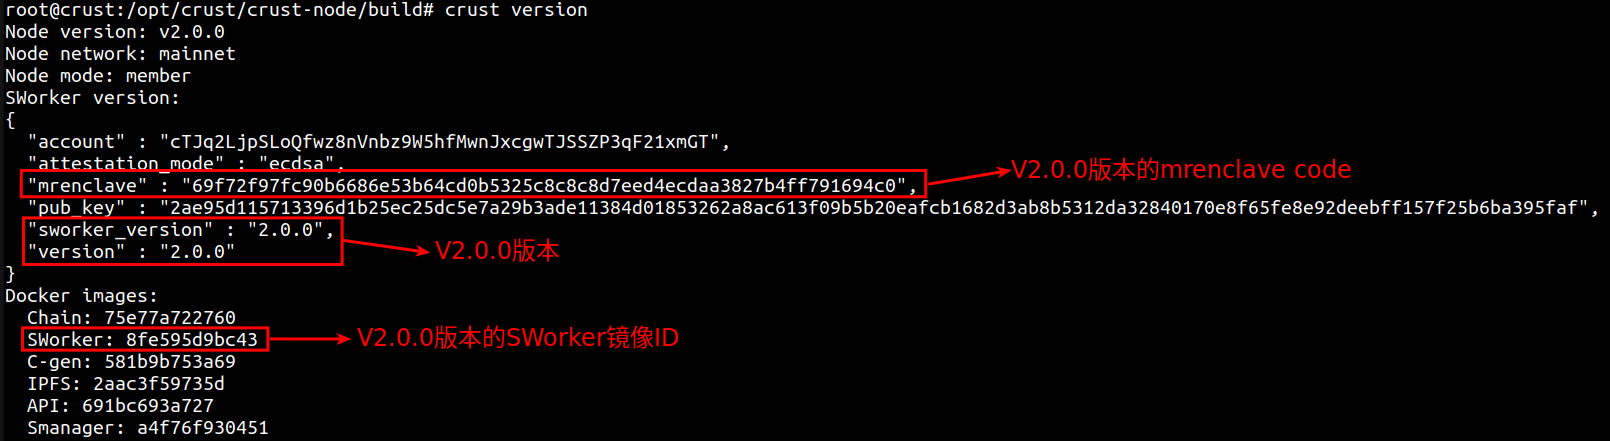 root@crust:/opt/crust/crust-node/build# crust version
Node version: v2.0.0
Node network: mainnet
Node mode: member
SWorker version:
{
"account" : "cTJq2LjpSLoQfwz8nVnbz9W5hfMwnJxcgwTJSSZP3qF21xmGT",
"attestation_mode" : "ecdsa",
"mrenclave" : "69f72f97fc90b6686e53b64cd0b5325c8c8c8d7eed4ecdaa3827b4ff791694c0",
V2.0.0版本的mrenclave code
"pub_key" : "2ae95d115713396d1b25ec25dc5e7a29b3ade11384d01853262a8ac613f09b5b20eafcb1682d3ab8b5312da32840170e8f65fe8e92deebff157f25b6ba395faf",
"sworker_version" : "2.0.0",
"version" : "2.0.0"
V2.0.0版本
}
Docker images:
Chain: 75e77a722760
SWorker: 8fe595d9bc43
V2.0.0版本的SWorker镜像ID
C-gen: 581b9b753a69
IPFS: 2aac3f59735d
API: 691bc693a727
Smanager: a4f76f930451